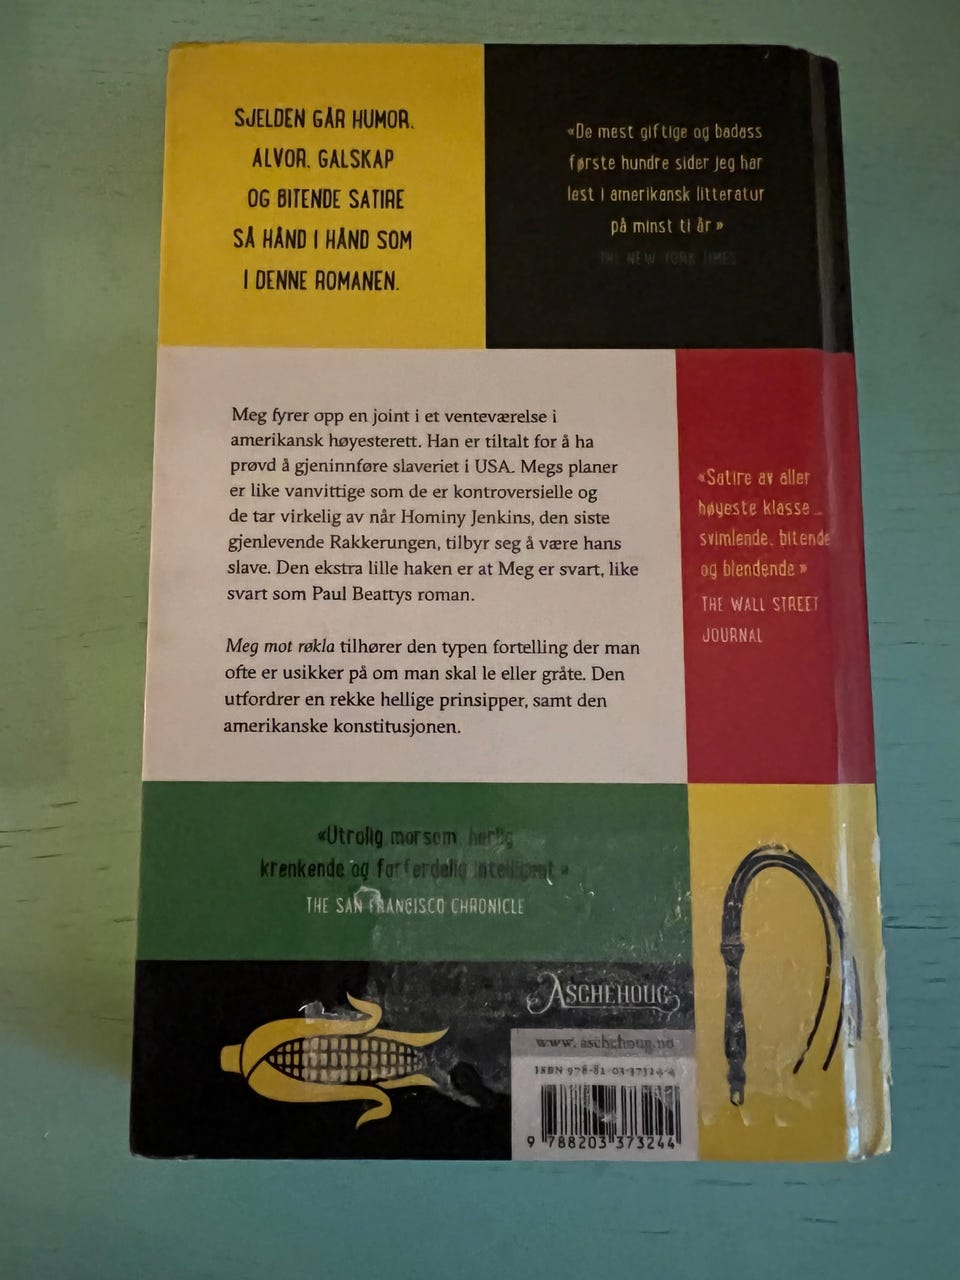 SJELDEN GÅR HUMOR,
ALVOR, GALSKAP
OG BITENDE SATIRE
SÅ HÅND I HÅND SOM
I DENNE ROMANEN.
«De mest giftige og badass
første hundre sider jeg har
lest i amerikansk litteratur
på minst ti år»
THE NEW YORK TIMES
Meg fyrer opp en joint i et venteværelse i
amerikansk høyesterett. Han er tiltalt for å ha
prøvd å gjeninnføre slaveriet i USA. Megs planer
er like vanvittige som de er kontroversielle og
de tar virkelig av når Hominy Jenkins, den siste
gjenlevende Rakkerungen, tilbyr seg å være hans
slave. Den ekstra lille haken er at Meg er svart, like
svart som Paul Beattys roman.
Meg mot røkla tilhører den typen fortelling der man
ofte er usikker på om man skal le eller gråte. Den
utfordrer en rekke hellige prinsipper, samt den
amerikanske konstitusjonen.
«Satire av aller
høyeste klasse ...
svimlende, bitende
og blendende»
THE WALL STREET
JOURNAL
«Utrolig morsom, herlig
krenkende og forferdelig intelligent.»
THE SAN FRANCISCO CHRONICLE
ASCHEHOUG
www.aschehoug.no
ISBN 978-82-03-37324-4
9 788203 373244